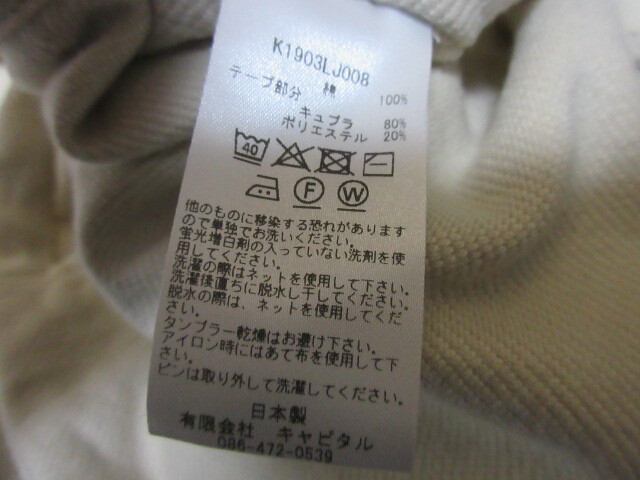 K1903LJ008
綿 100%
テープ部分
キュプラ 80%
ポリエステル 20%
40
F W
他のものに移染する恐れがあります
ので単独でお洗いください。
蛍光増白剤の入っていない洗剤を使
用してください。
洗濯の際はネットを使用して下さい。
洗濯後直ちに脱水し干してください。
脱水の際は、ネットを使用してくだ
さい。
タンブラー乾燥はお避け下さい。
アイロン時にはあて布を使用して下
さい。
ピンは取り外して洗濯してください。
日本製
有限会社 キャピタル
086-472-0539